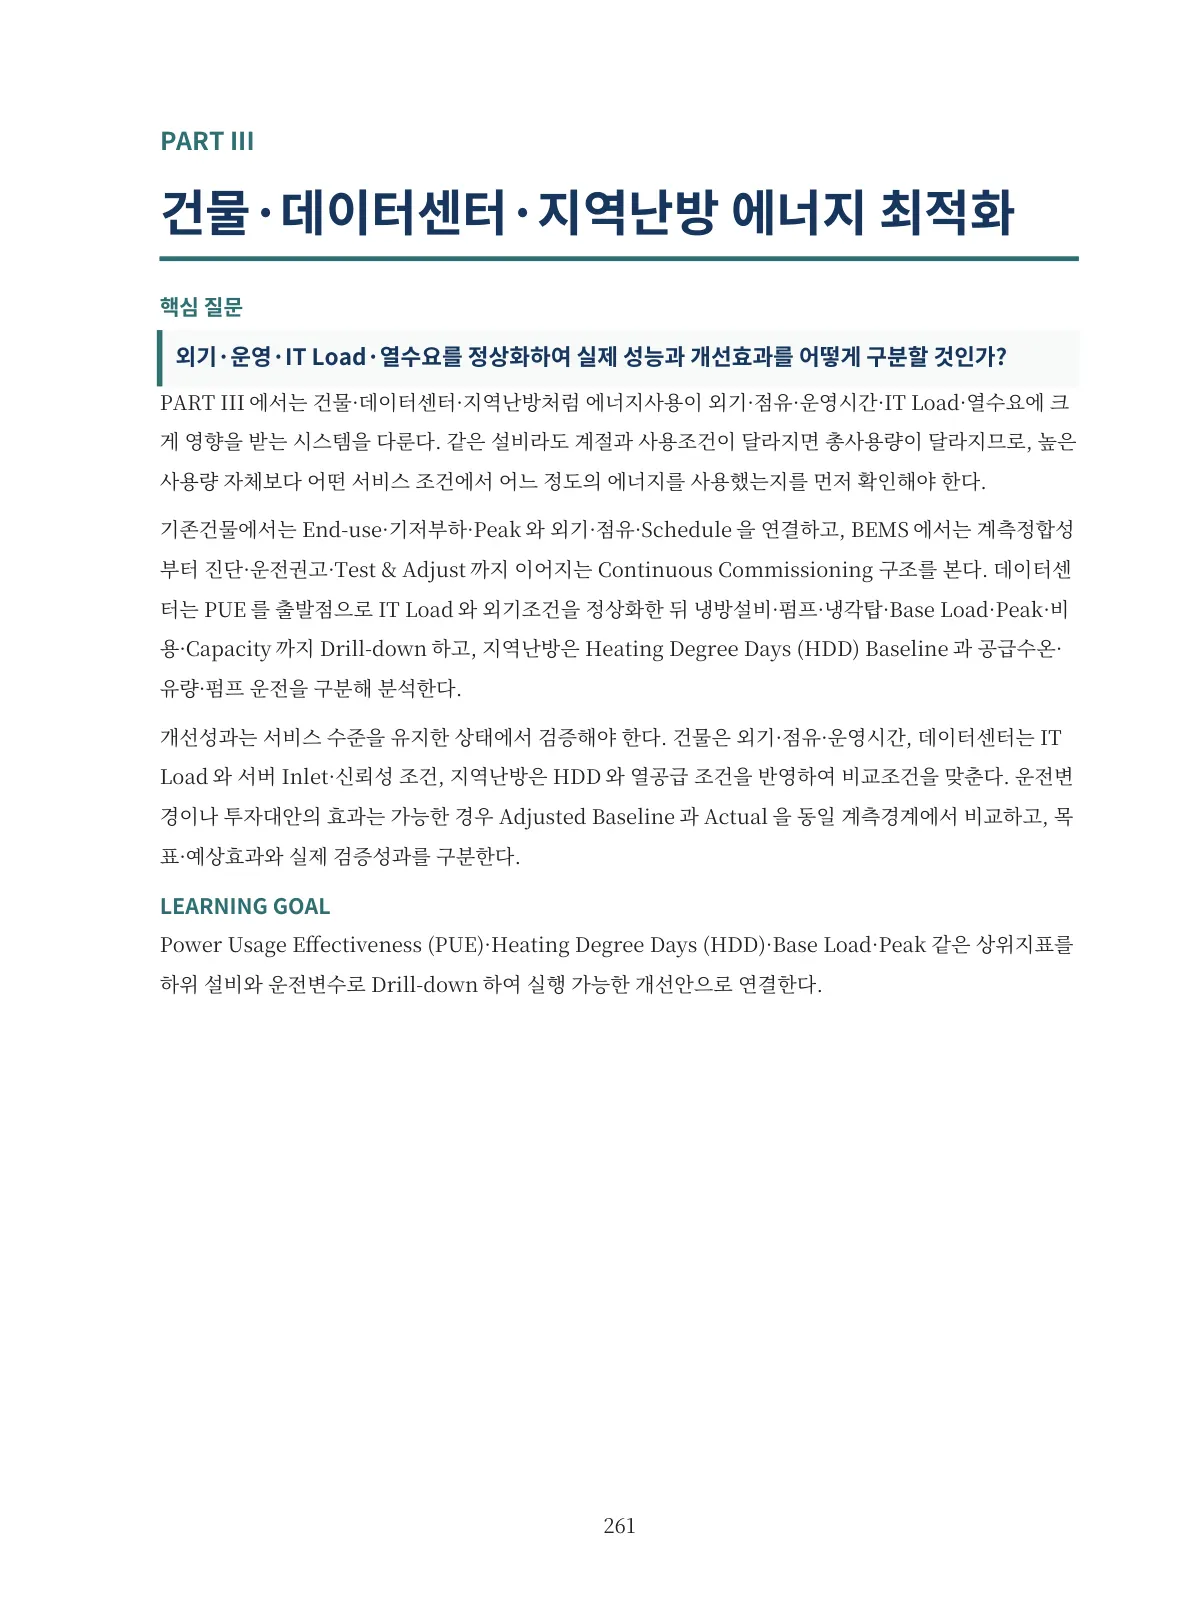 PART III
건물·데이터센터·지역난방 에너지 최적화
핵심 질문
외기·운영·IT Load·열수요를 정상화하여 실제 성능과 개선효과를 어떻게 구분할 것인가?
PART III 에서는 건물·데이터센터·지역난방처럼 에너지사용이 외기·점유·운영시간·IT Load·열수요에 크
게 영향을 받는 시스템을 다룬다. 같은 설비라도 계절과 사용조건이 달라지면 총사용량이 달라지므로, 높은
사용량 자체보다 어떤 서비스 조건에서 어느 정도의 에너지를 사용했는지를 먼저 확인해야 한다.
기존건물에서는 End-use·기저부하·Peak 와 외기·점유·Schedule 을 연결하고, BEMS 에서는 계측정합성
부터 진단·운전권고·Test & Adjust 까지 이어지는 Continuous Commissioning 구조를 본다. 데이터센
터는 PUE 를 출발점으로 IT Load 와 외기조건을 정상화한 뒤 냉방설비·펌프·냉각탑·Base Load·Peak·비
용·Capacity 까지 Drill-down 하고, 지역난방은 Heating Degree Days (HDD) Baseline 과 공급수온·
유량·펌프 운전을 구분해 분석한다.
개선성과는 서비스 수준을 유지한 상태에서 검증해야 한다. 건물은 외기·점유·운영시간, 데이터센터는 IT
Load 와 서버 Inlet·신뢰성 조건, 지역난방은 HDD 와 열공급 조건을 반영하여 비교조건을 맞춘다. 운전변
경이나 투자대안의 효과는 가능한 경우 Adjusted Baseline 과 Actual 을 동일 계측경계에서 비교하고, 목
표·예상효과와 실제 검증성과를 구분한다.
LEARNING GOAL
Power Usage Effectiveness (PUE)·Heating Degree Days (HDD)·Base Load·Peak 같은 상위지표를
하위 설비와 운전변수로 Drill-down 하여 실행 가능한 개선안으로 연결한다.
261